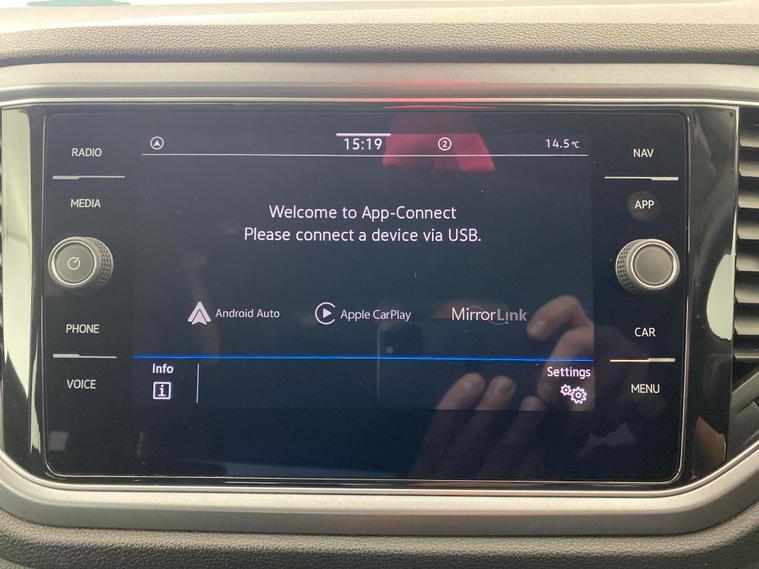 RADIO
MEDIA
PHONE
VOICE
15:19
2
14.5°C
Welcome to App-Connect
Please connect a device via USB.
Android Auto
Apple CarPlay
MirrorLink
Info
i
Settings
NAV
APP
CAR
MENU